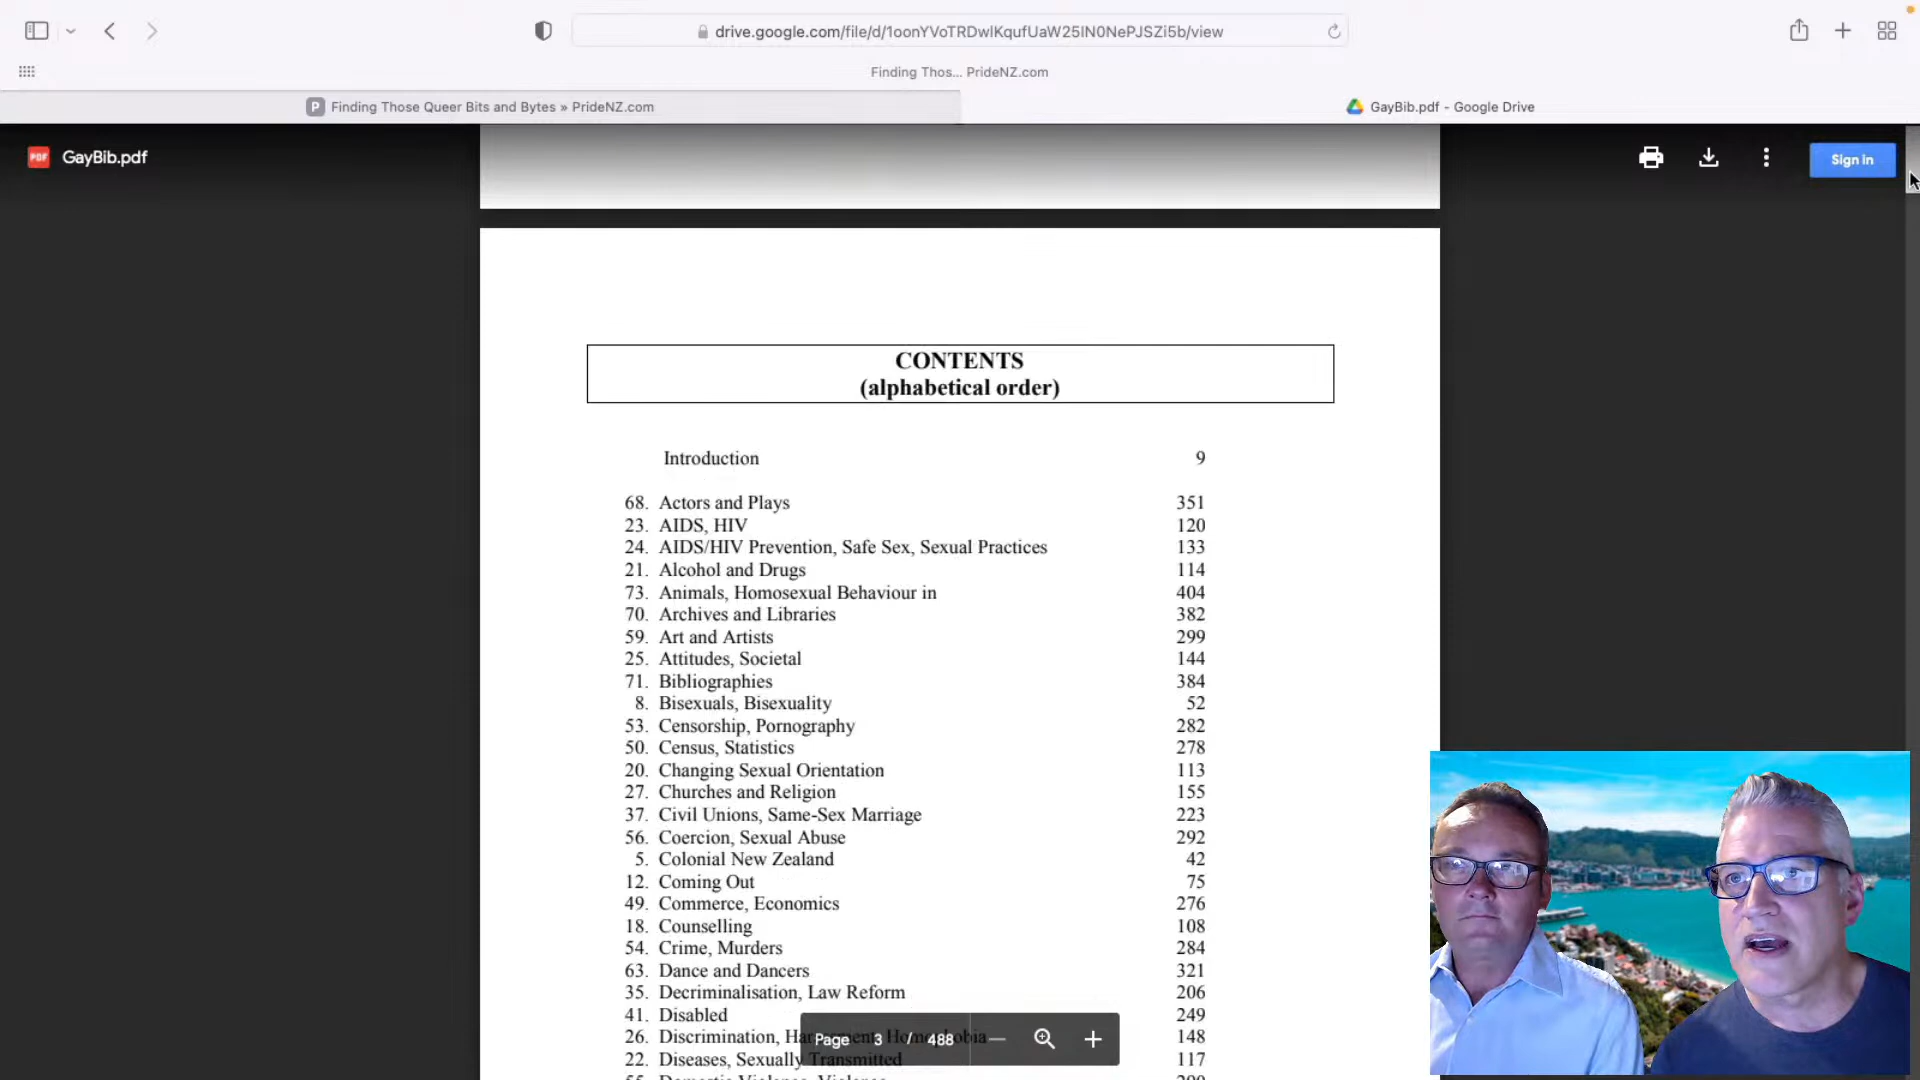 drive.google.com/file/d/1oonYVoTRDwlKqufUaW25lN0NePJSZi5b/view
Finding Thos... PrideNZ.com
P Finding Those Queer Bits and Bytes » PrideNZ.com
GayBib.pdf - Google Drive
PDF GayBib.pdf
Sign in
CONTENTS
(alphabetical order)
Introduction 9
68. Actors and Plays 351
23. AIDS, HIV 120
24. AIDS/HIV Prevention, Safe Sex, Sexual Practices 133
21. Alcohol and Drugs 114
73. Animals, Homosexual Behaviour in 404
70. Archives and Libraries 382
59. Art and Artists 299
25. Attitudes, Societal 144
71. Bibliographies 384
8. Bisexuals, Bisexuality 52
53. Censorship, Pornography 282
50. Census, Statistics 278
20. Changing Sexual Orientation 113
27. Churches and Religion 155
37. Civil Unions, Same-Sex Marriage 223
56. Coercion, Sexual Abuse 292
5. Colonial New Zealand 42
12. Coming Out 75
49. Commerce, Economics 276
18. Counselling 108
54. Crime, Murders 284
63. Dance and Dancers 321
35. Decriminalisation, Law Reform 206
41. Disabled 249
26. Discrimination, Harassment, Homophobia 148
22. Diseases, Sexually Transmitted 117
Page 3 / 488